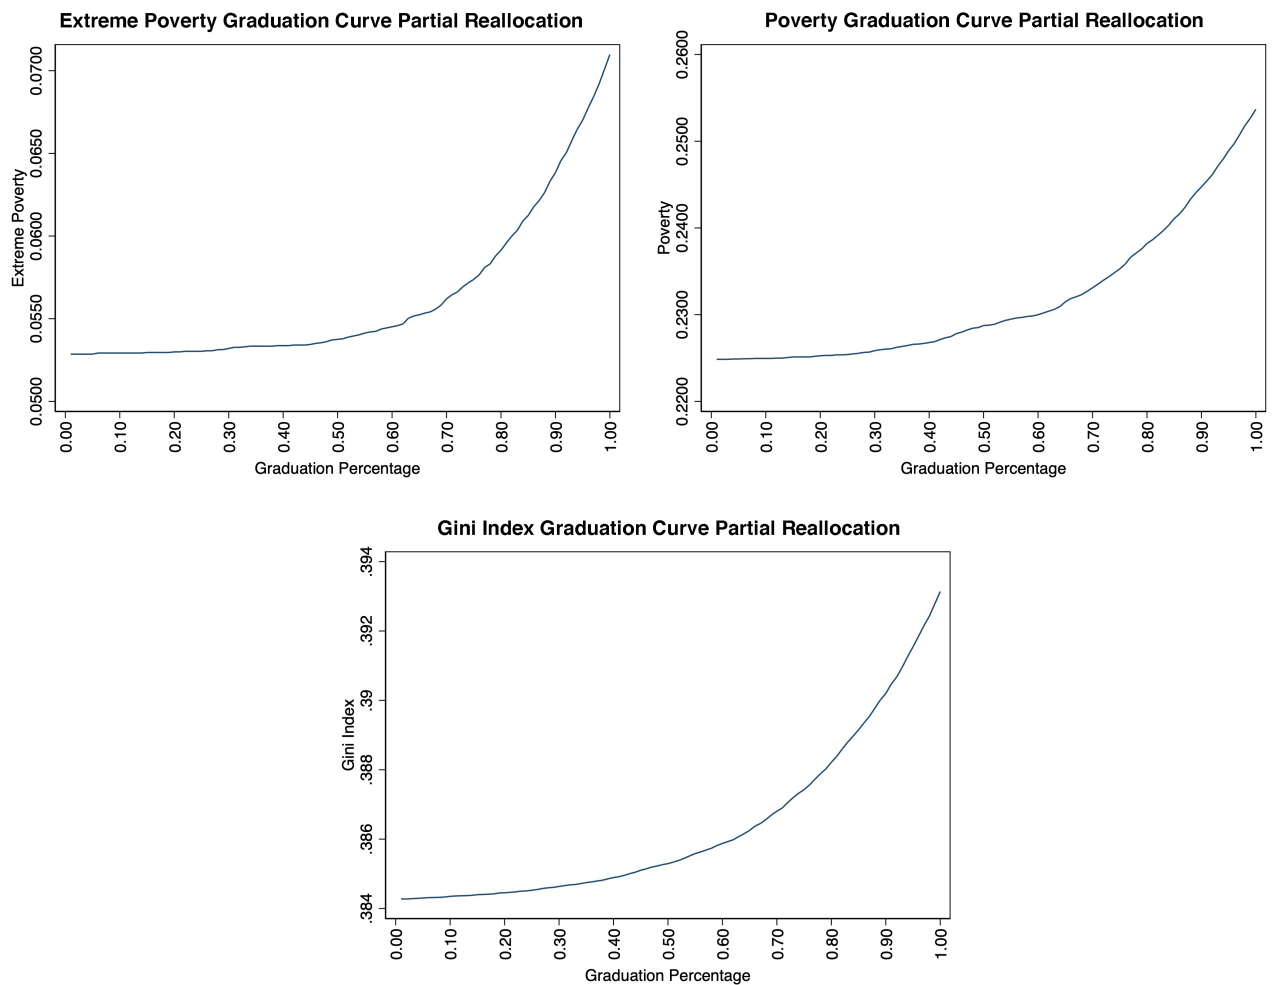 Extreme Poverty Graduation Curve Partial Reallocation
Extreme Poverty
0.0700
0.0650
0.0600
0.0550
0.0500
0.00 0.10 0.20 0.30 0.40 0.50 0.60 0.70 0.80 0.90 1.00
Graduation Percentage
Poverty Graduation Curve Partial Reallocation
Poverty
0.2600
0.2500
0.2400
0.2300
0.2200
0.00 0.10 0.20 0.30 0.40 0.50 0.60 0.70 0.80 0.90 1.00
Graduation Percentage
Gini Index Graduation Curve Partial Reallocation
Gini Index
.394
.392
.39
.388
.386
.384
0.00 0.10 0.20 0.30 0.40 0.50 0.60 0.70 0.80 0.90 1.00
Graduation Percentage